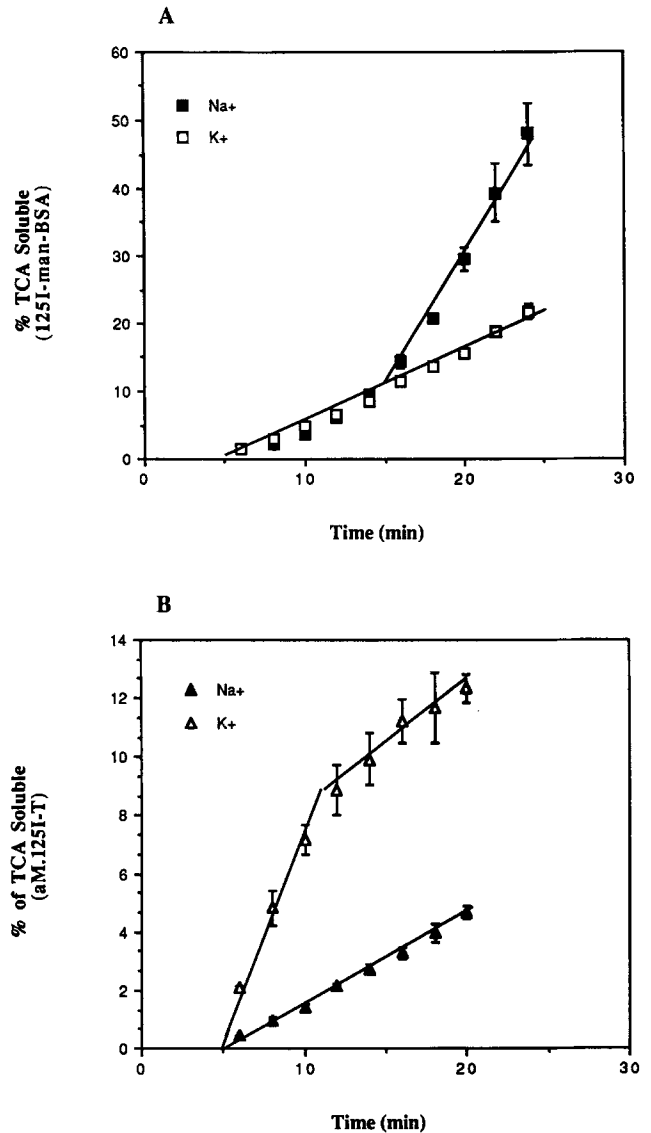 A
60
50
40
30
20
10
0
% TCA Soluble
(125I-man-BSA)
Na+
K+
0 10 20 30
Time (min)
B
14
12
10
8
6
4
2
0
% of TCA Soluble
(aM.125I-T)
Na+
K+
0 10 20 30
Time (min)